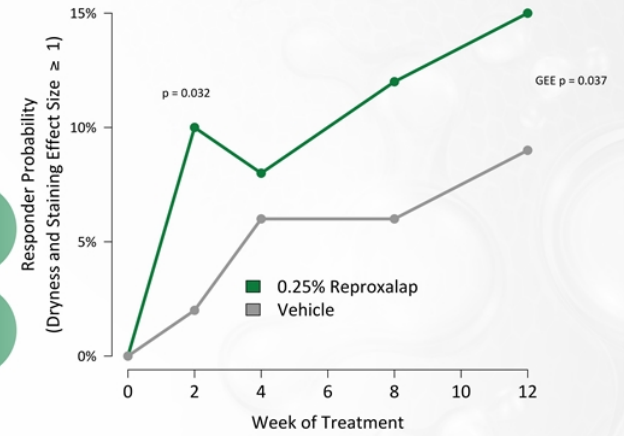 Responder Probability
(Dryness and Staining Effect Size ≥ 1)
15%
10%
5%
0%
p = 0.032
GEE p = 0.037
0.25% Reproxalap
Vehicle
0 2 4 6 8 10 12
Week of Treatment